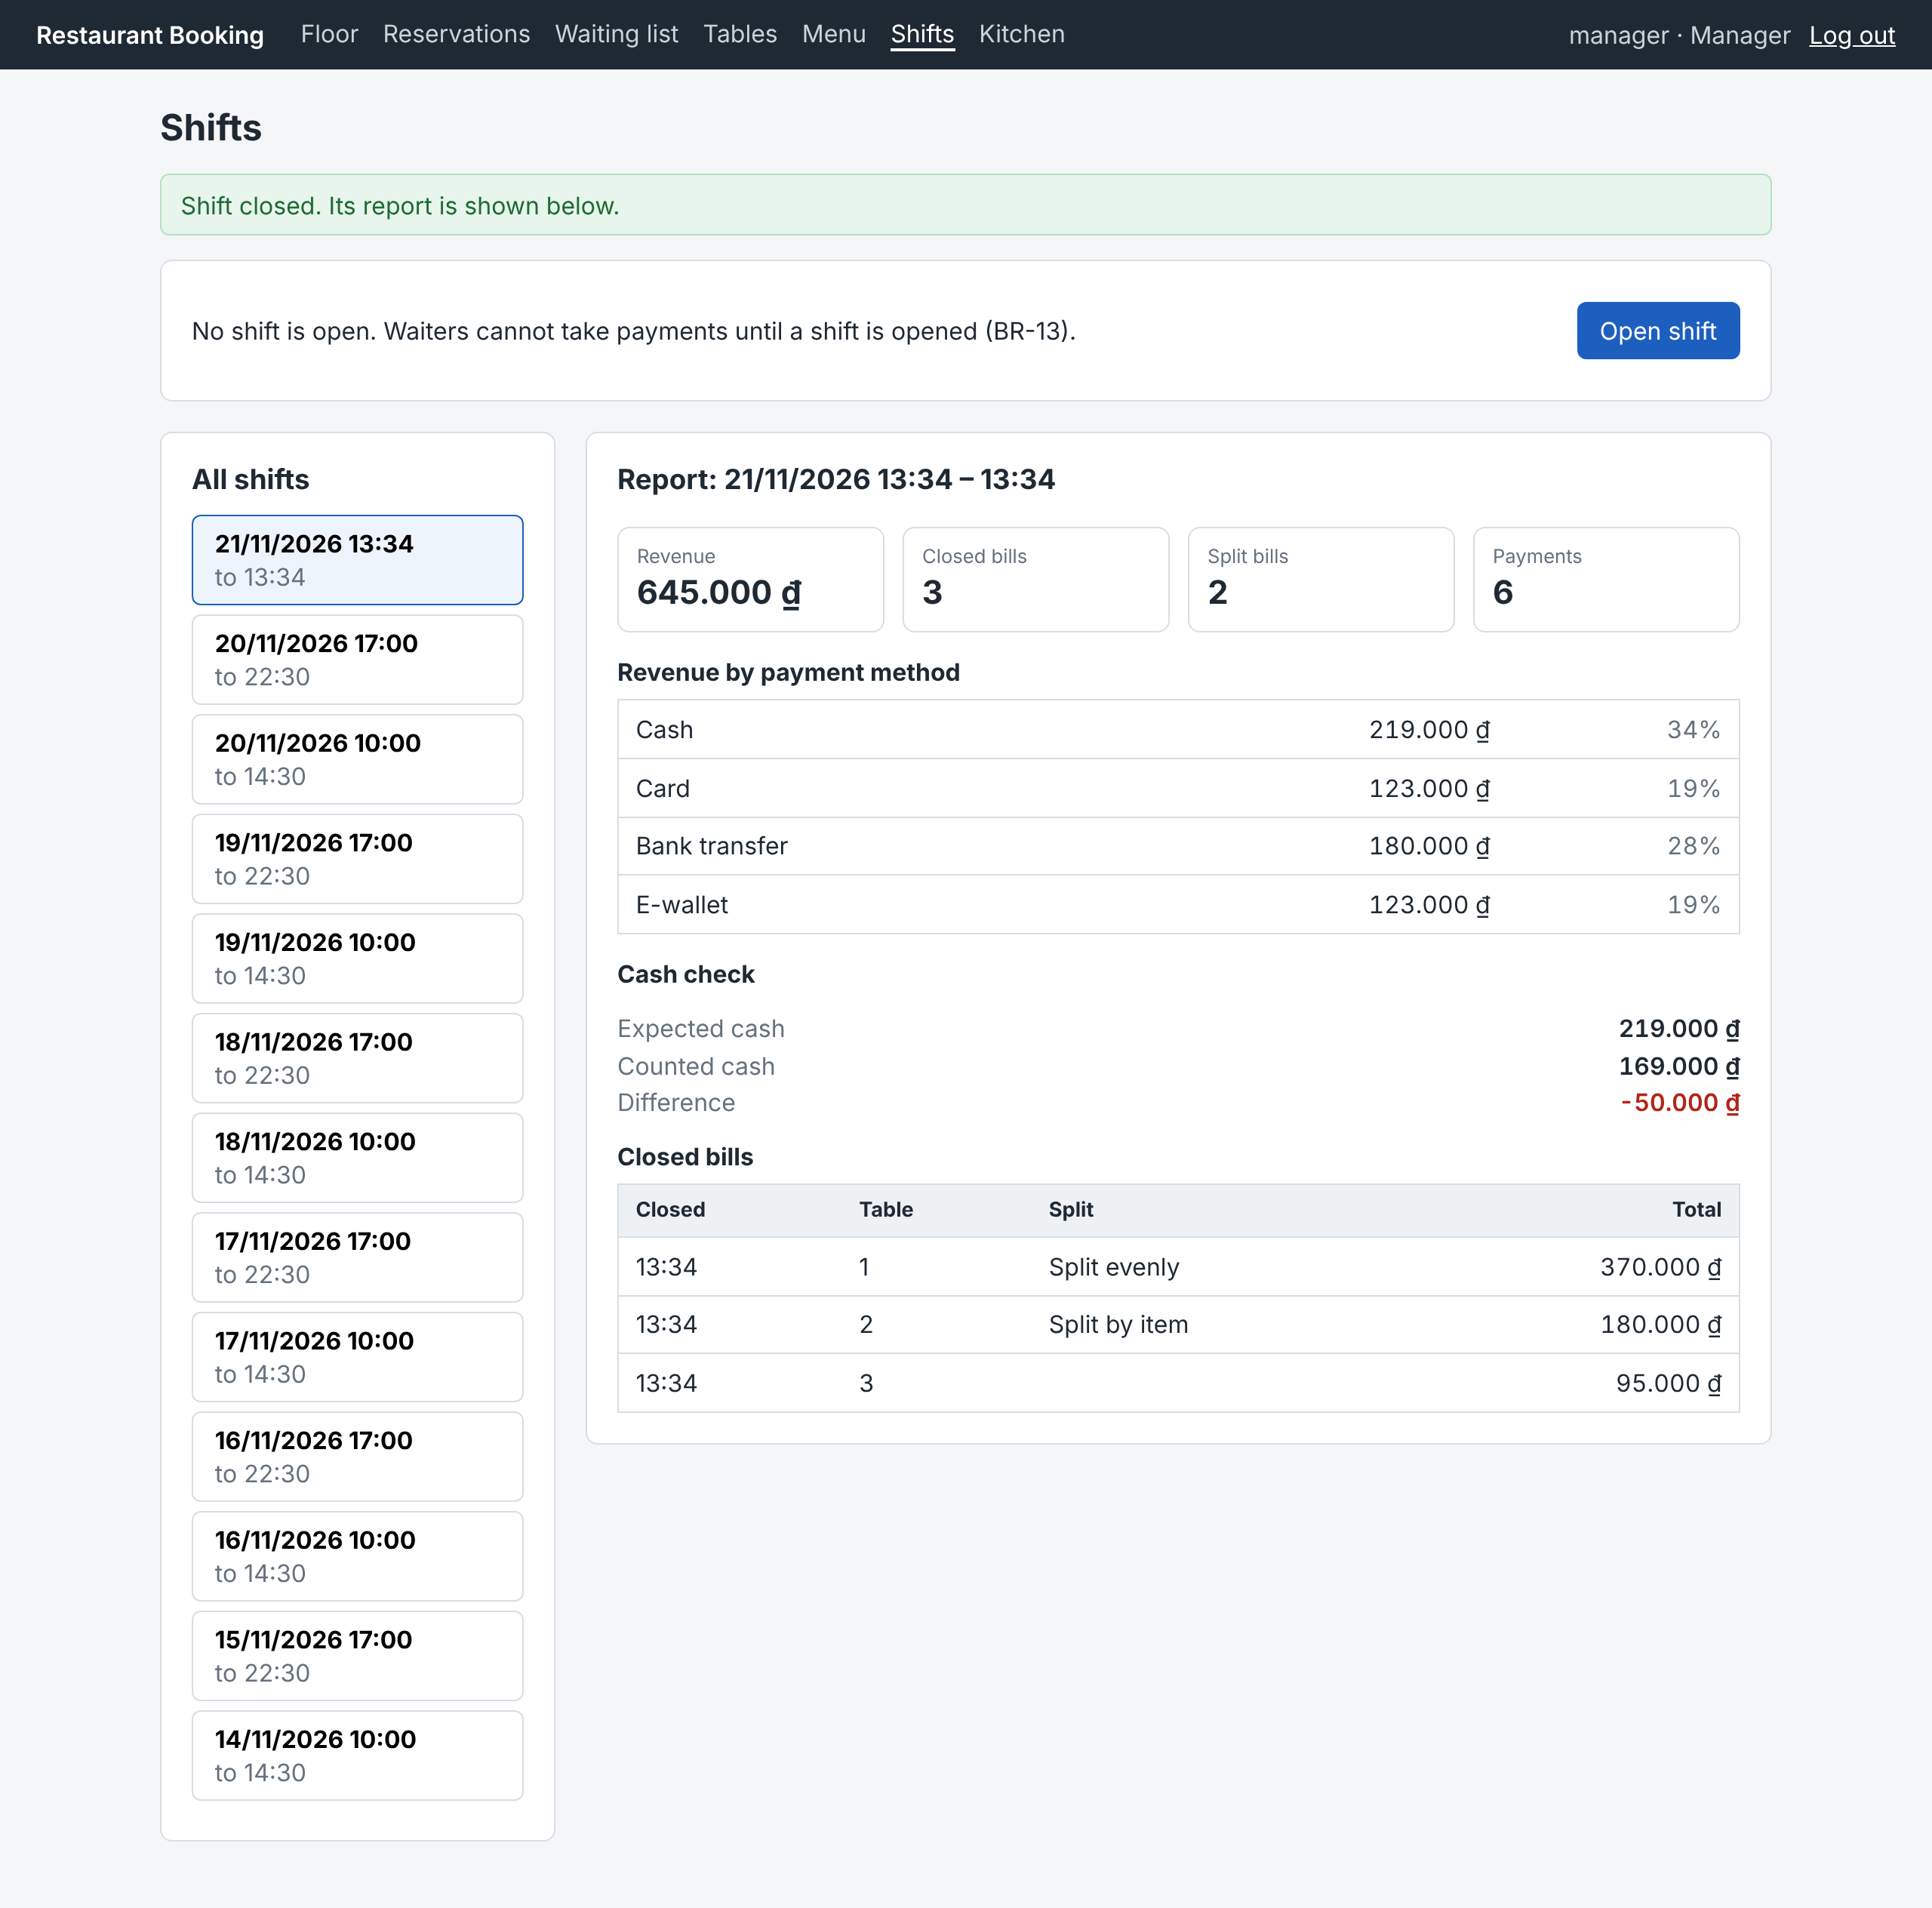 Restaurant Booking Floor Reservations Waiting list Tables Menu Shifts Kitchen manager · Manager Log out
Shifts
Shift closed. Its report is shown below.
No shift is open. Waiters cannot take payments until a shift is opened (BR-13). Open shift
All shifts
21/11/2026 13:34
to 13:34
20/11/2026 17:00
to 22:30
20/11/2026 10:00
to 14:30
19/11/2026 17:00
to 22:30
19/11/2026 10:00
to 14:30
18/11/2026 17:00
to 22:30
18/11/2026 10:00
to 14:30
17/11/2026 17:00
to 22:30
17/11/2026 10:00
to 14:30
16/11/2026 17:00
to 22:30
16/11/2026 10:00
to 14:30
15/11/2026 17:00
to 22:30
14/11/2026 10:00
to 14:30
Report: 21/11/2026 13:34 – 13:34
Revenue
645.000 ₫
Closed bills
3
Split bills
2
Payments
6
Revenue by payment method
Cash 219.000 ₫ 34%
Card 123.000 ₫ 19%
Bank transfer 180.000 ₫ 28%
E-wallet 123.000 ₫ 19%
Cash check
Expected cash 219.000 ₫
Counted cash 169.000 ₫
Difference -50.000 ₫
Closed bills
Closed Table Split Total
13:34 1 Split evenly 370.000 ₫
13:34 2 Split by item 180.000 ₫
13:34 3 95.000 ₫